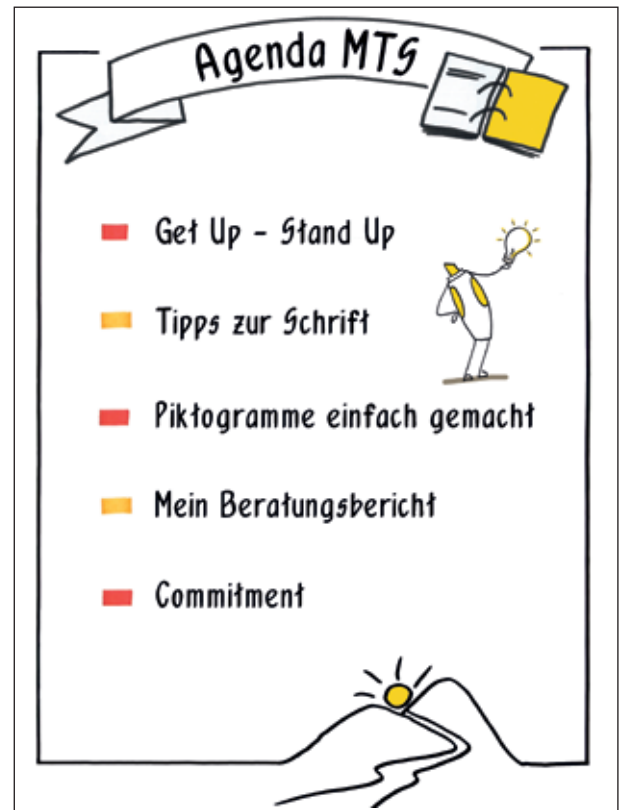 Agenda MTS
Get Up - Stand Up
Tipps zur Schrift
Piktogramme einfach gemacht
Mein Beratungsbericht
Commitment